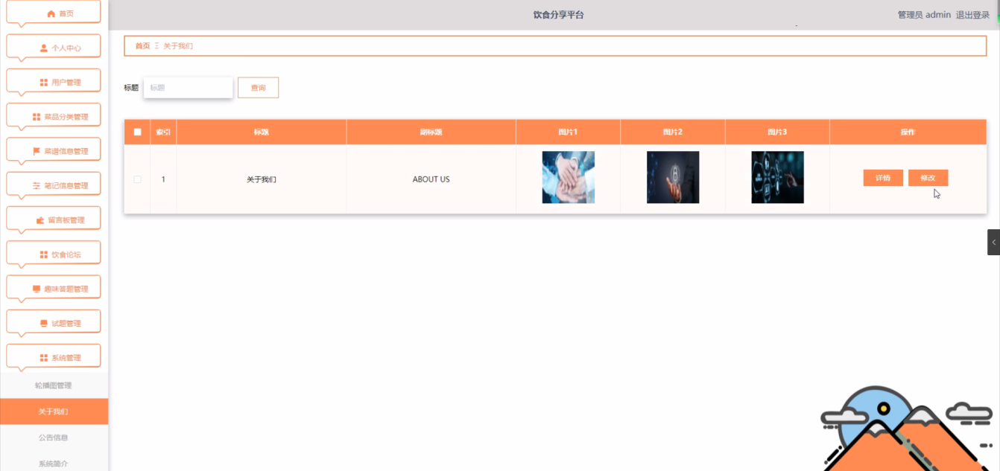 饮食分享平台
管理员 admin 退出登录
首页
个人中心
用户管理
菜品分类管理
菜谱信息管理
笔记信息管理
留言板管理
饮食论坛
趣味答题管理
试题管理
系统管理
轮播图管理
关于我们
公告信息
系统简介
首页 Ξ 关于我们
标题 标题 查询
索引 标题 副标题 图片1 图片2 图片3 操作
1 关于我们 ABOUT US 详情 修改